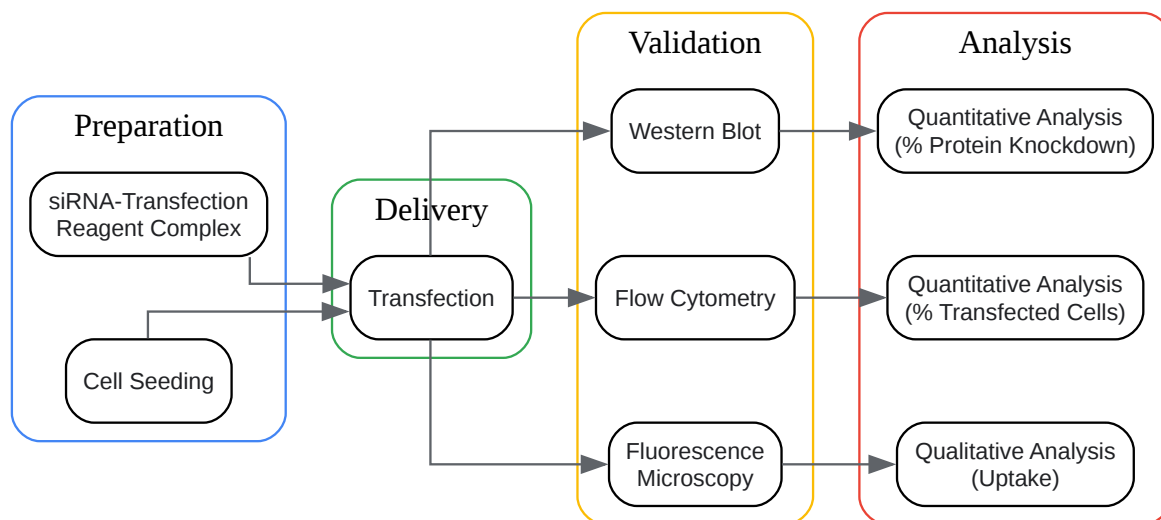 Preparation
siRNA-Transfection
Reagent Complex
Cell Seeding
Delivery
Transfection
Validation
Western Blot
Flow Cytometry
Fluorescence
Microscopy
Analysis
Quantitative Analysis
(% Protein Knockdown)
Quantitative Analysis
(% Transfected Cells)
Qualitative Analysis
(Uptake)